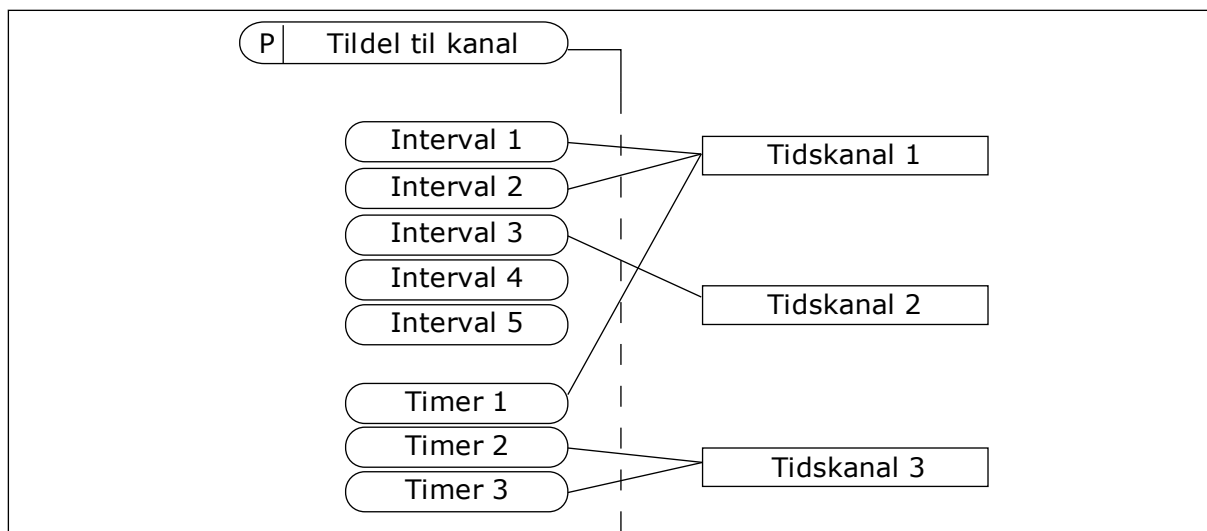 P Tildel til kanal
Interval 1
Interval 2
Interval 3
Interval 4
Interval 5
Timer 1
Timer 2
Timer 3
Tidskanal 1
Tidskanal 2
Tidskanal 3